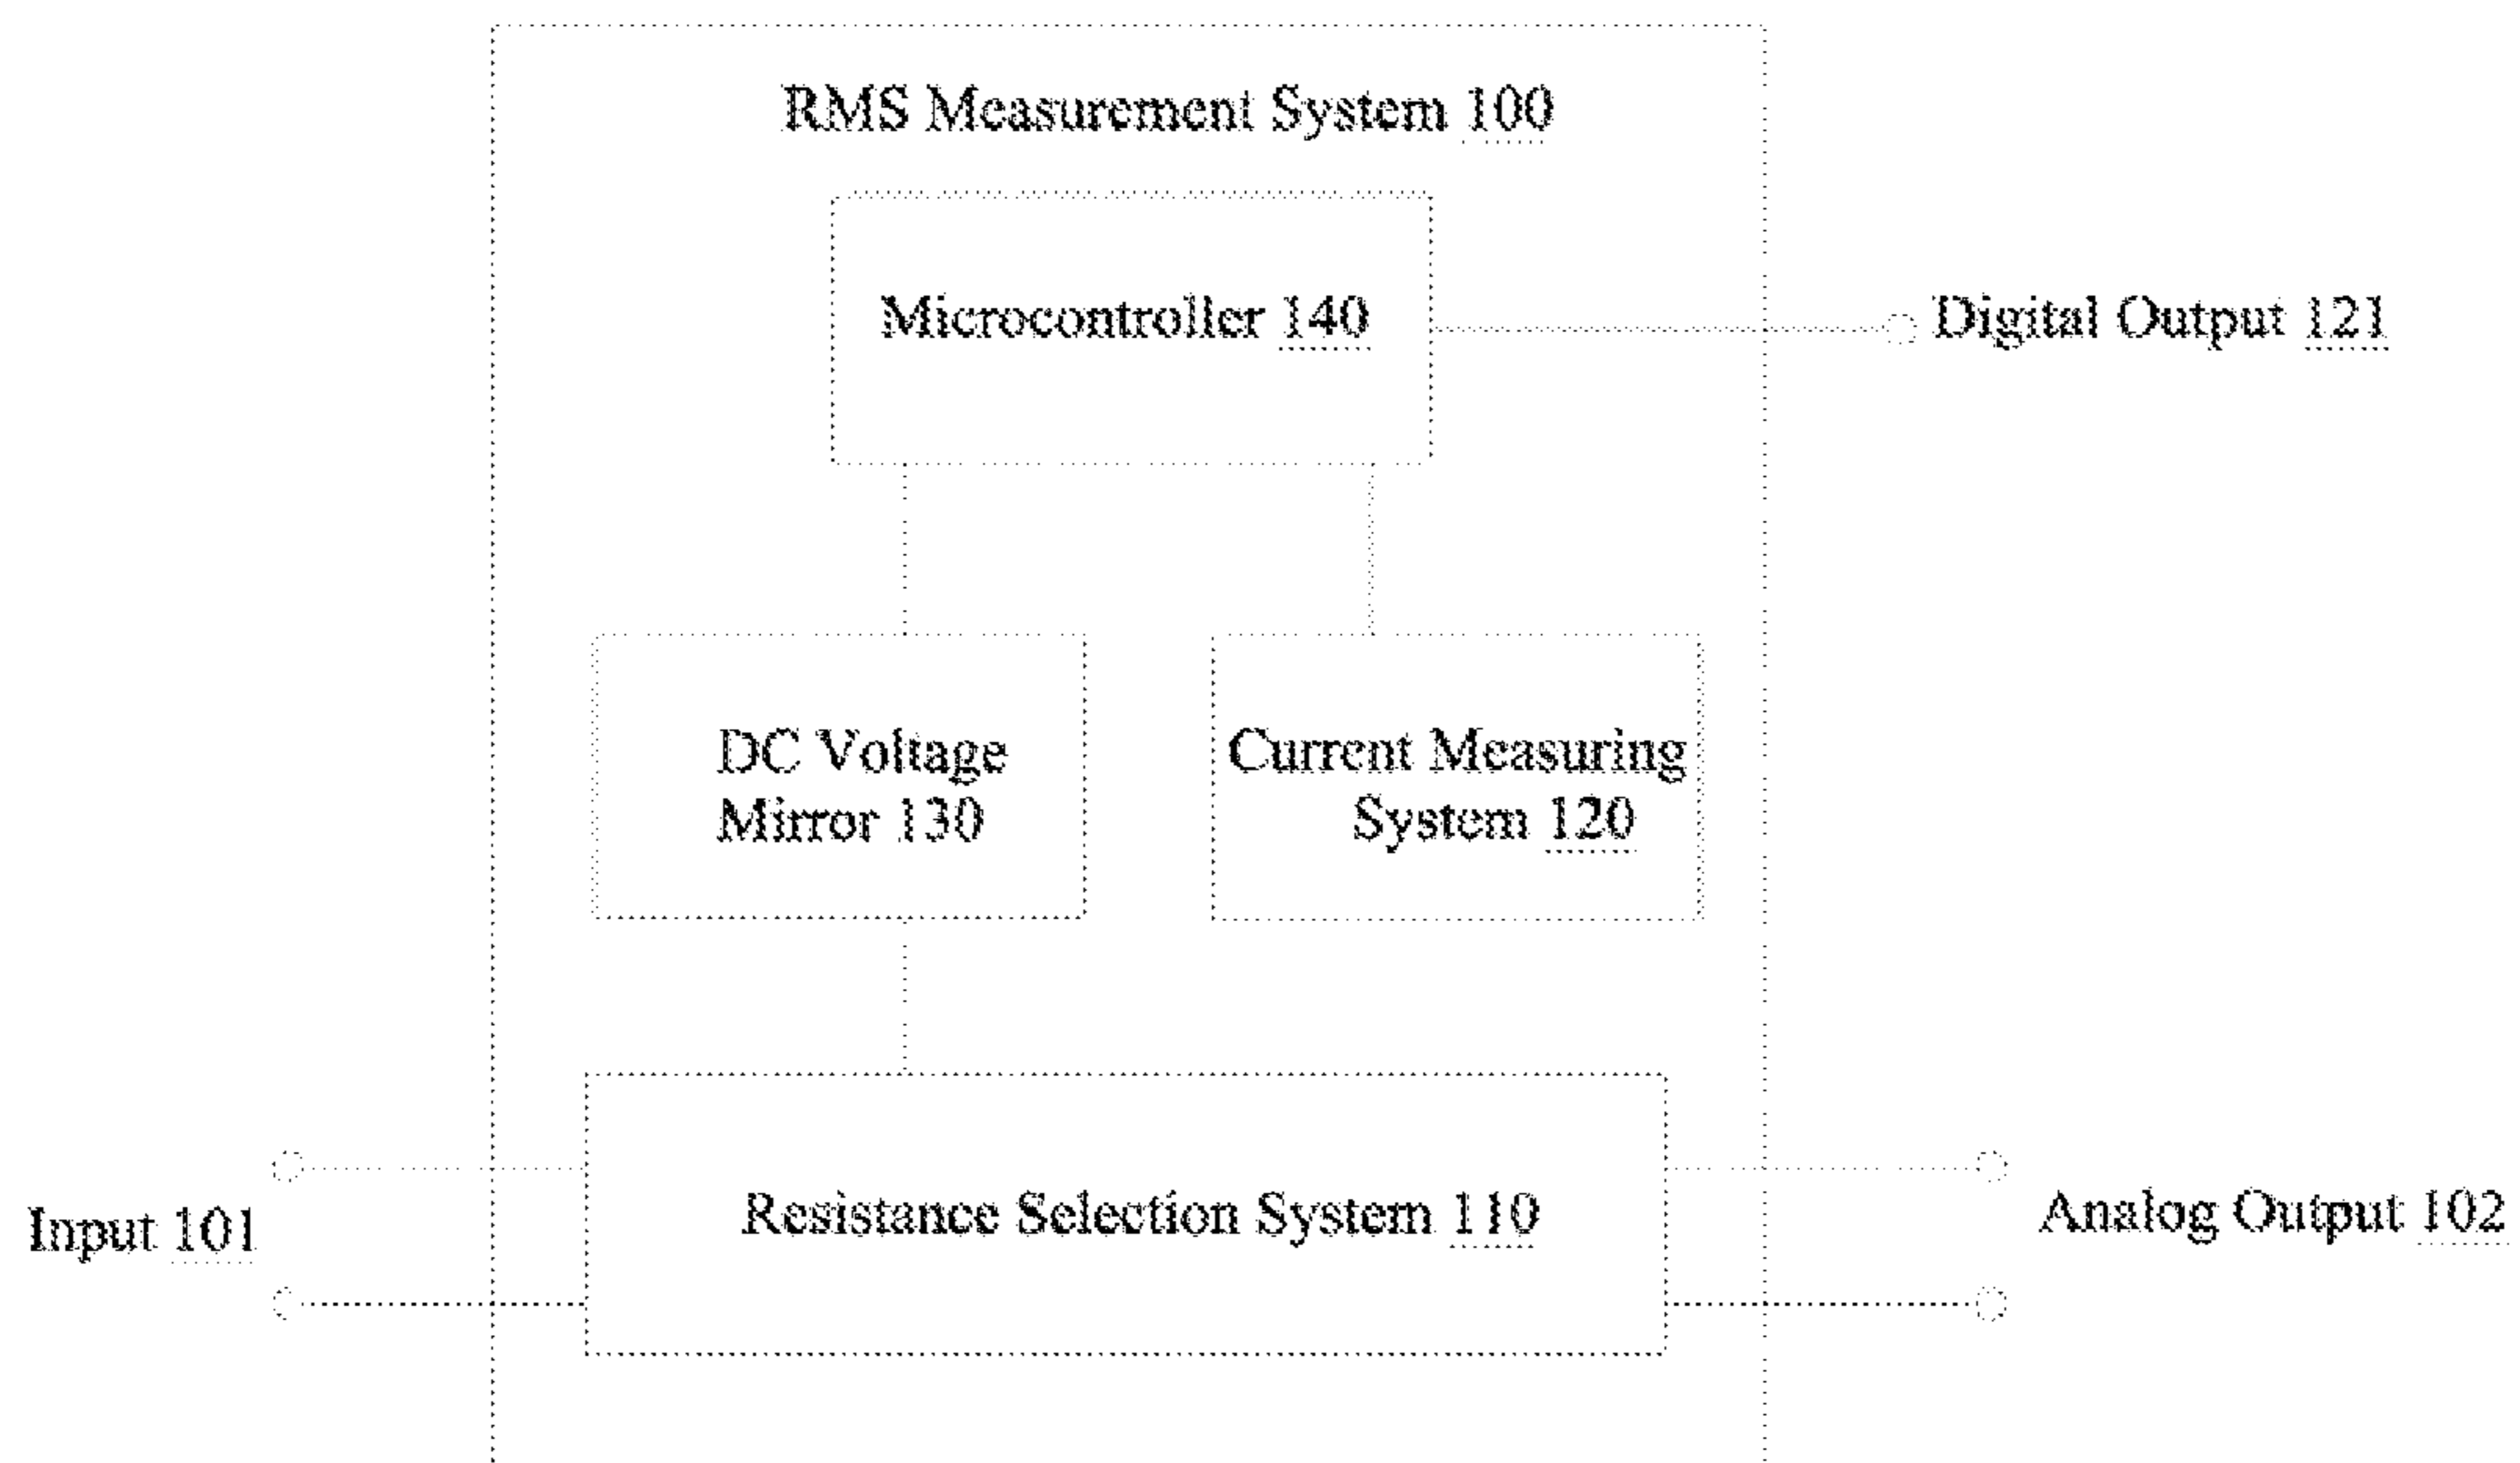 RMS Measurement System 100
Microcontroller 140
Digital Output 121
DC Voltage
Mirror 130
Current Measuring
System 120
Input 101
Resistance Selection System 110
Analog Output 102